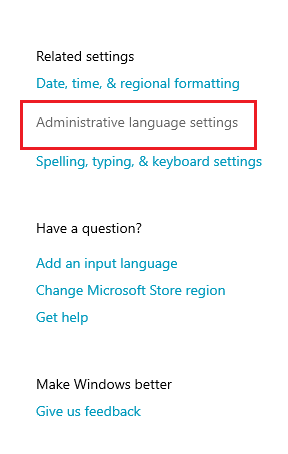 Related settings
Date, time, & regional formatting
Administrative language settings
Spelling, typing, & keyboard settings
Have a question?
Add an input language
Change Microsoft Store region
Get help
Make Windows better
Give us feedback